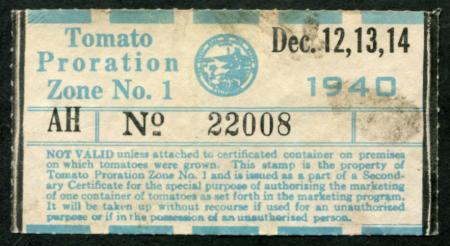 Tomato
Proration
Zone No. 1
Dec. 12,13,14
1940
AH
No 22008
NOT VALID unless attached to certificated container on premises
on which tomatoes were grown. This stamp is the property of
Tomato Proration Zone No. 1 and is issued as a part of a Second-
ary Certificate for the special purpose of authorising the marketing
of one container of tomatoes as set forth in the marketing program.
It will be taken up without recourse if used for an unauthorized
purpose or if in the possession of an unauthorized person.